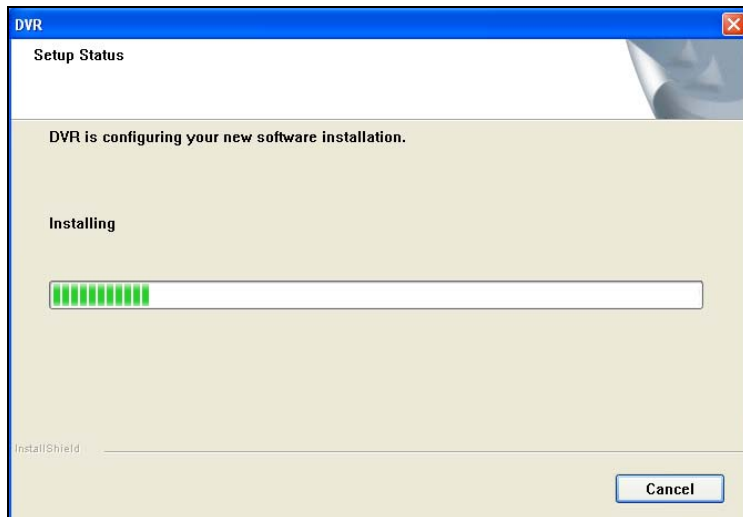 DVR
Setup Status
DVR is configuring your new software installation.
Installing
InstallShield
Cancel